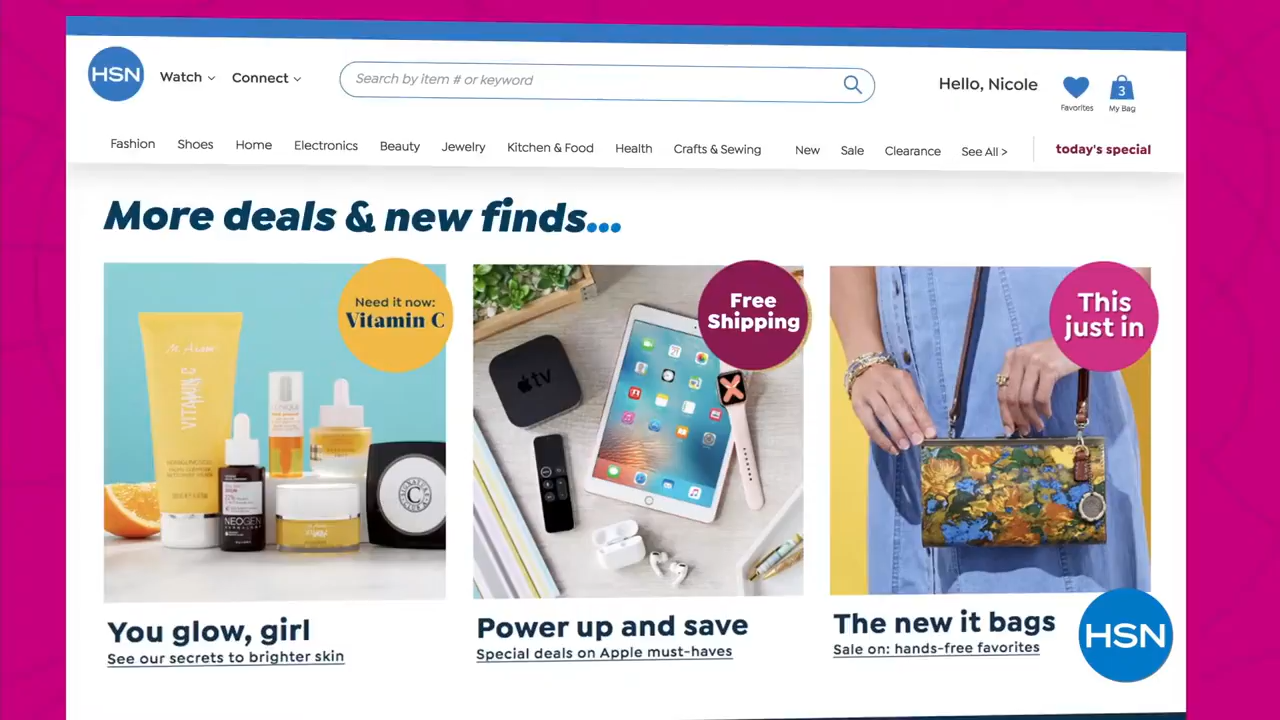 HSN
Watch
Connect
Search by item # or keyword
Hello, Nicole
Favorites
3
My Bag
Fashion
Shoes
Home
Electronics
Beauty
Jewelry
Kitchen & Food
Health
Crafts & Sewing
New
Sale
Clearance
See All >
today's special
More deals & new finds...
Need it now:
Vitamin C
VITAMIN C
NEOGEN
C
Free
Shipping
tv
This
just in
You glow, girl
See our secrets to brighter skin
Power up and save
Special deals on Apple must-haves
The new it bags
Sale on: hands-free favorites
HSN